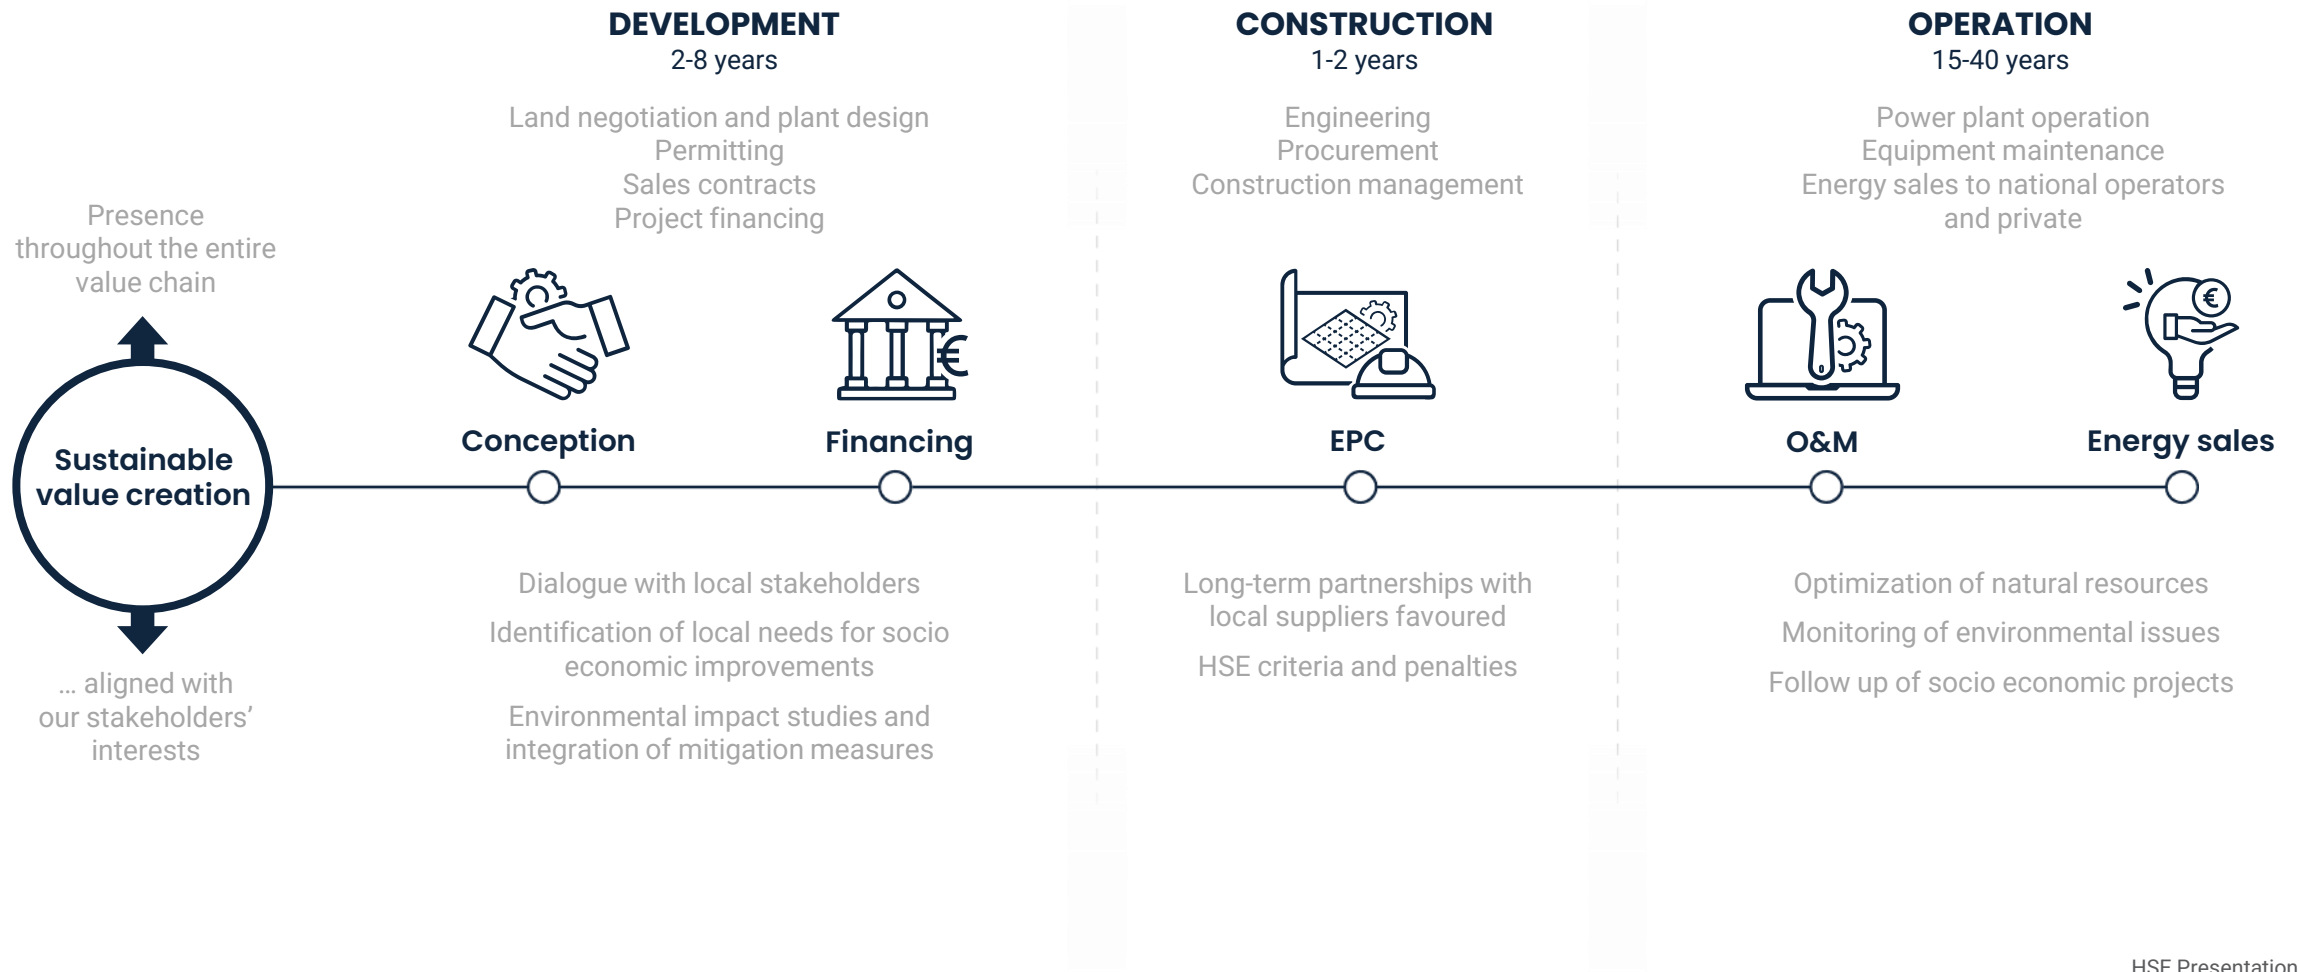 DEVELOPMENT
2-8 years
Land negotiation and plant design
Permitting
Sales contracts
Project financing
CONSTRUCTION
1-2 years
Engineering
Procurement
Construction management
OPERATION
15-40 years
Power plant operation
Equipment maintenance
Energy sales to national operators
and private
Presence
throughout the entire
value chain
Sustainable
value creation
… aligned with
our stakeholders’
interests
€
€
Conception
Financing
EPC
O&M
Energy sales
Dialogue with local stakeholders
Identification of local needs for socio
economic improvements
Environmental impact studies and
integration of mitigation measures
Long-term partnerships with
local suppliers favoured
HSE criteria and penalties
Optimization of natural resources
Monitoring of environmental issues
Follow up of socio economic projects
HSE Presentation